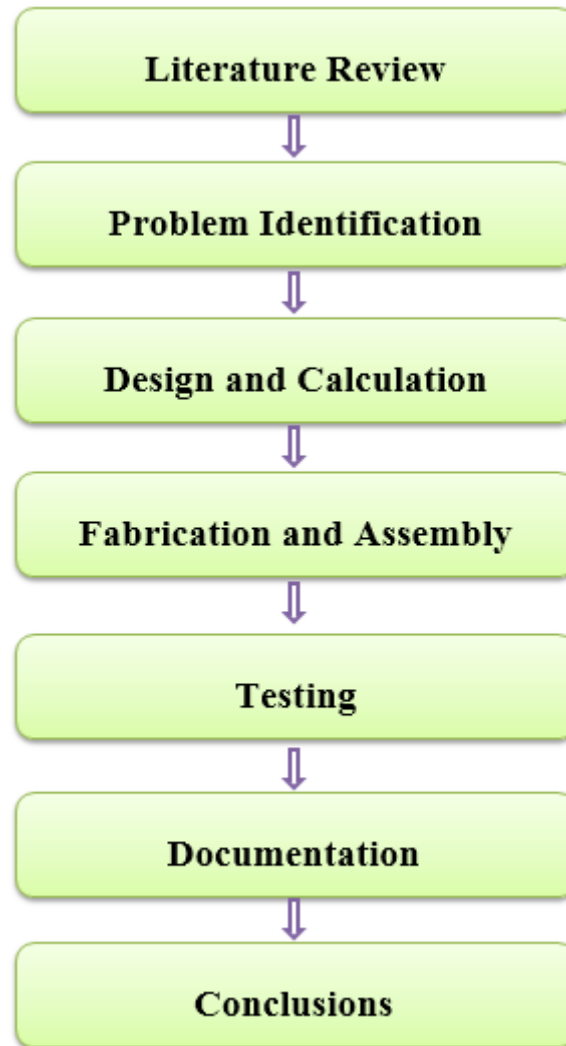 Literature Review
Problem Identification
Design and Calculation
Fabrication and Assembly
Testing
Documentation
Conclusions